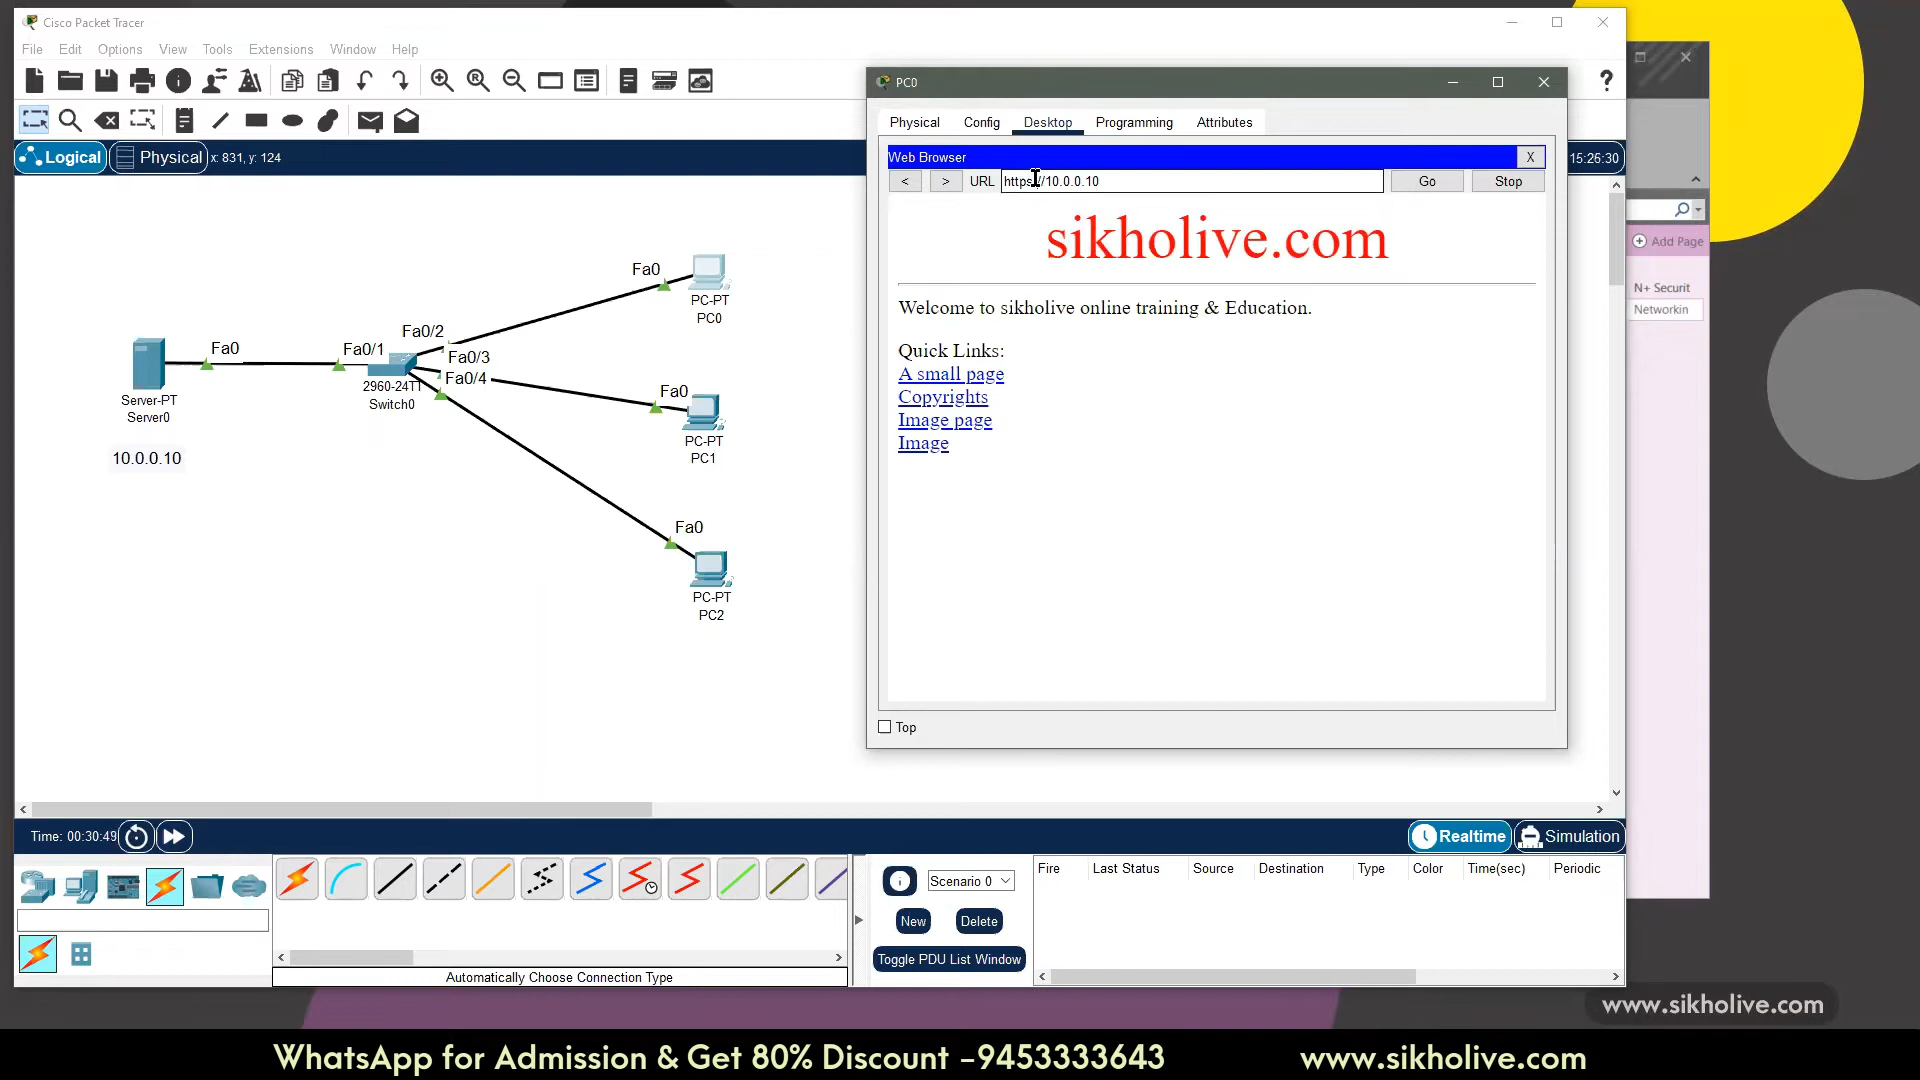 Cisco Packet Tracer
File Edit Options View Tools Extensions Window Help
Logical Physical x: 831, y: 124
15:26:30
PC0
Physical Config Desktop Programming Attributes
Web Browser X
< > URL https://10.0.0.10 Go Stop
sikholive.com
Welcome to sikholive online training & Education.
Quick Links:
A small page
Copyrights
Image page
Image
Top
Fa0
PC-PT
PC0
Fa0/2
Fa0
Fa0/1
Fa0/3
Fa0/4
2960-24TT
Switch0
Server-PT
Server0
10.0.0.10
Fa0
PC-PT
PC1
Fa0
PC-PT
PC2
Add Page
N+ Securit
Networkin
Time: 00:30:49
Realtime Simulation
Automatically Choose Connection Type
Scenario 0
New Delete
Toggle PDU List Window
Fire Last Status Source Destination Type Color Time(sec) Periodic
www.sikholive.com
WhatsApp for Admission & Get 80% Discount –9453333643 www.sikholive.com